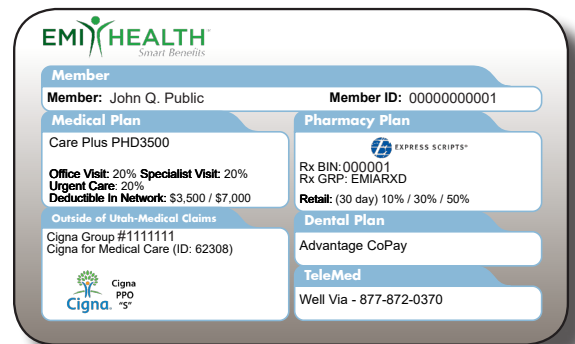 EMI HEALTH
Smart Benefits
Member
Member: John Q. Public Member ID: 00000000001
Medical Plan
Care Plus PHD3500
Office Visit: 20% Specialist Visit: 20%
Urgent Care: 20%
Deductible In Network: $3,500 / $7,000
Outside of Utah-Medical Claims
Cigna Group #1111111
Cigna for Medical Care (ID: 62308)
Cigna.
Cigna
PPO
"S"
Pharmacy Plan
EXPRESS SCRIPTS®
Rx BIN: 000001
Rx GRP: EMIARXD
Retail: (30 day) 10% / 30% / 50%
Dental Plan
Advantage CoPay
TeleMed
Well Via - 877-872-0370